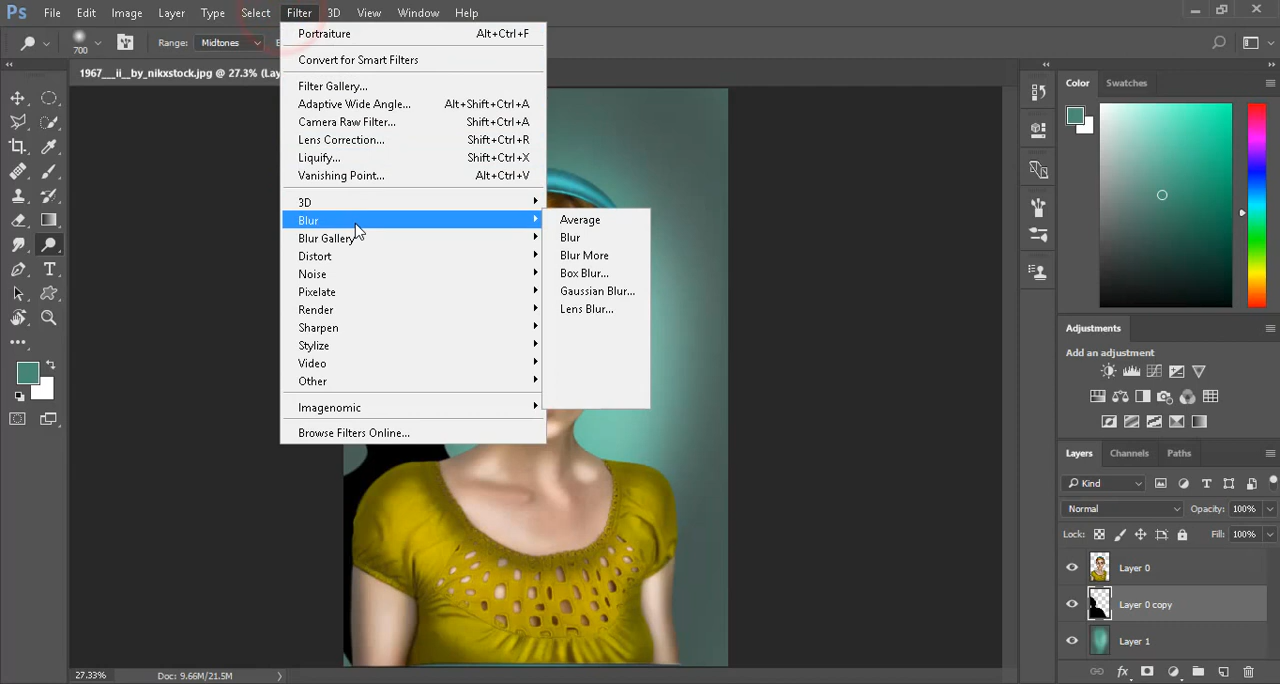 Ps File Edit Image Layer Type Select Filter 3D View Window Help
700 Range: Midtones
1967__ii__by_nikxstock.jpg @ 27.3% (Lay
Portraiture Alt+Ctrl+F
Convert for Smart Filters
Filter Gallery...
Adaptive Wide Angle... Alt+Shift+Ctrl+A
Camera Raw Filter... Shift+Ctrl+A
Lens Correction... Shift+Ctrl+R
Liquify... Shift+Ctrl+X
Vanishing Point... Alt+Ctrl+V
3D
Blur
Blur Gallery
Distort
Noise
Pixelate
Render
Sharpen
Stylize
Video
Other
Imagenomic
Browse Filters Online...
Average
Blur
Blur More
Box Blur...
Gaussian Blur...
Lens Blur...
Color Swatches
Adjustments
Add an adjustment
Layers Channels Paths
Kind
Normal Opacity: 100%
Lock: Fill: 100%
Layer 0
Layer 0 copy
Layer 1
27.33% Doc: 9.66M/21.5M